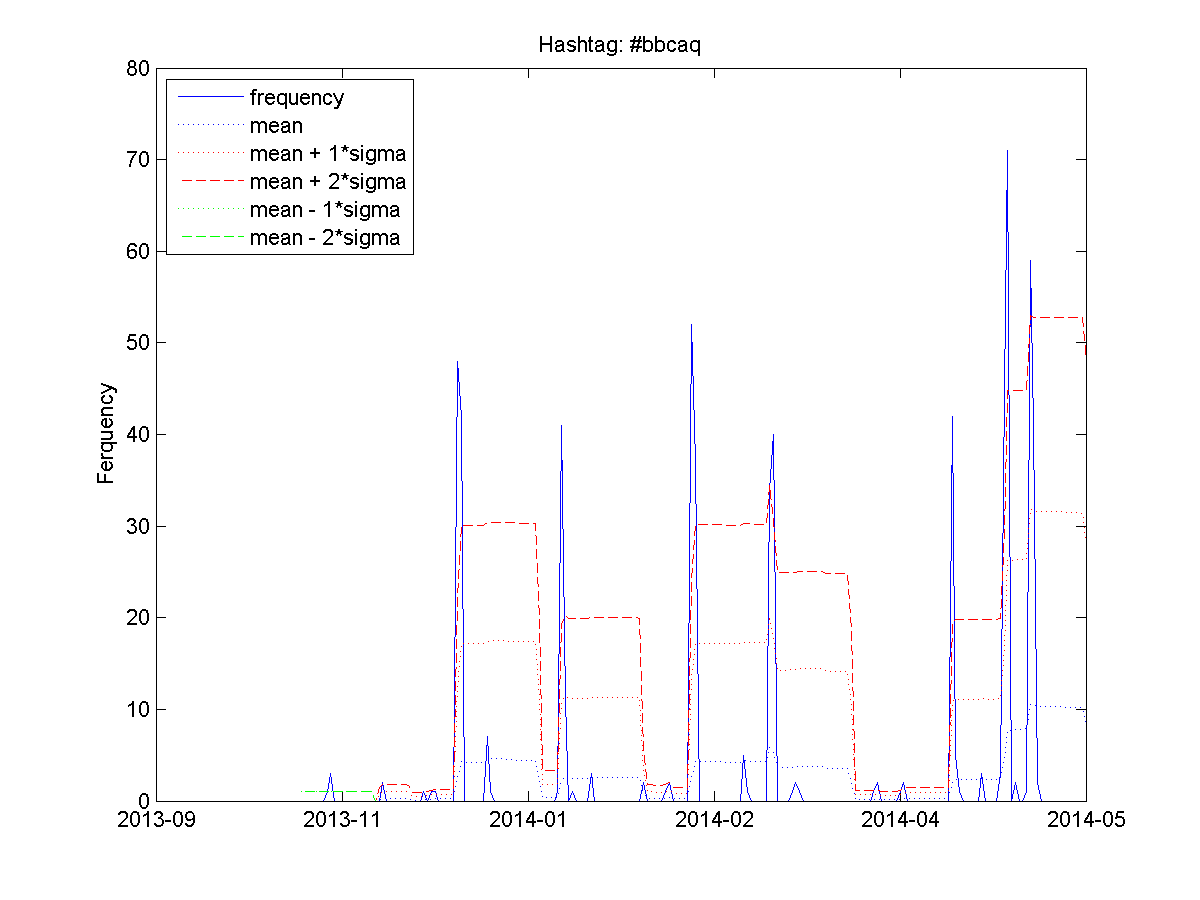 Hashtag: #bbcaq
80
70
60
50
40
30
20
10
0
Ferquency
frequency
mean
mean + 1*sigma
mean + 2*sigma
mean - 1*sigma
mean - 2*sigma
2013-09 2013-11 2014-01 2014-02 2014-04 2014-05